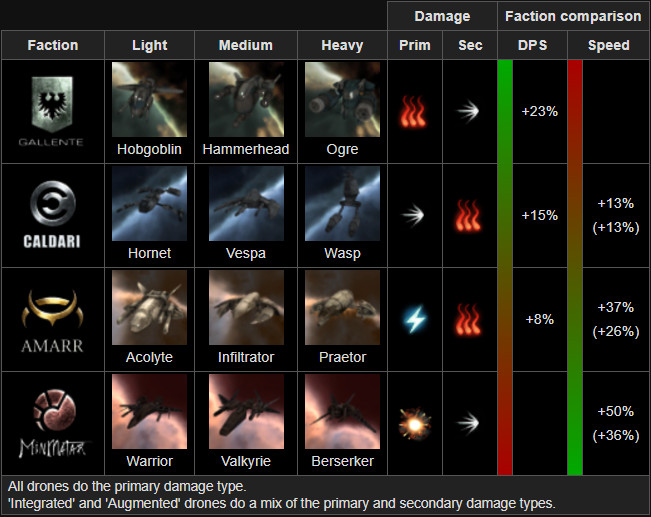 Damage
Faction comparison
Faction
Light
Medium
Heavy
Prim
Sec
DPS
Speed
GALLENTE
Hobgoblin
Hammerhead
Ogre
+23%
CALDARI
Hornet
Vespa
Wasp
+15%
+13%
(+13%)
AMARR
Acolyte
Infiltrator
Praetor
+8%
+37%
(+26%)
MINMATAR
Warrior
Valkyrie
Berserker
+50%
(+36%)
All drones do the primary damage type.
'Integrated' and 'Augmented' drones do a mix of the primary and secondary damage types.